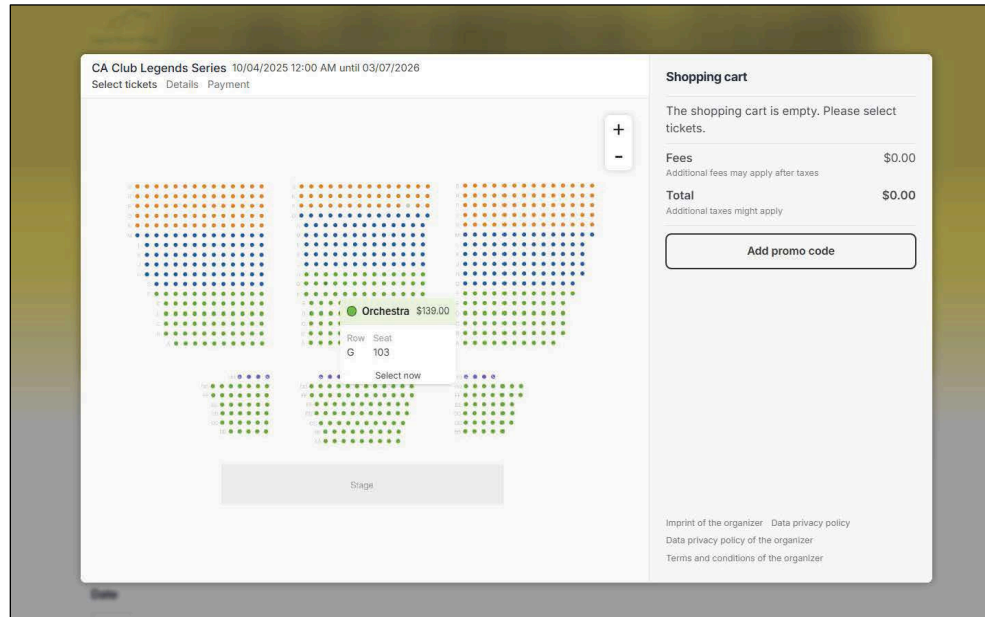 CA Club Legends Series 10/04/2025 12:00 AM until 03/07/2026
Select tickets Details Payment
+
-
Orchestra $139.00
Row Seat
G 103
Select now
Stage
Shopping cart
The shopping cart is empty. Please select
tickets.
Fees $0.00
Additional fees may apply after taxes
Total $0.00
Additional taxes might apply
Add promo code
Imprint of the organizer Data privacy policy
Data privacy policy of the organizer
Terms and conditions of the organizer
Date